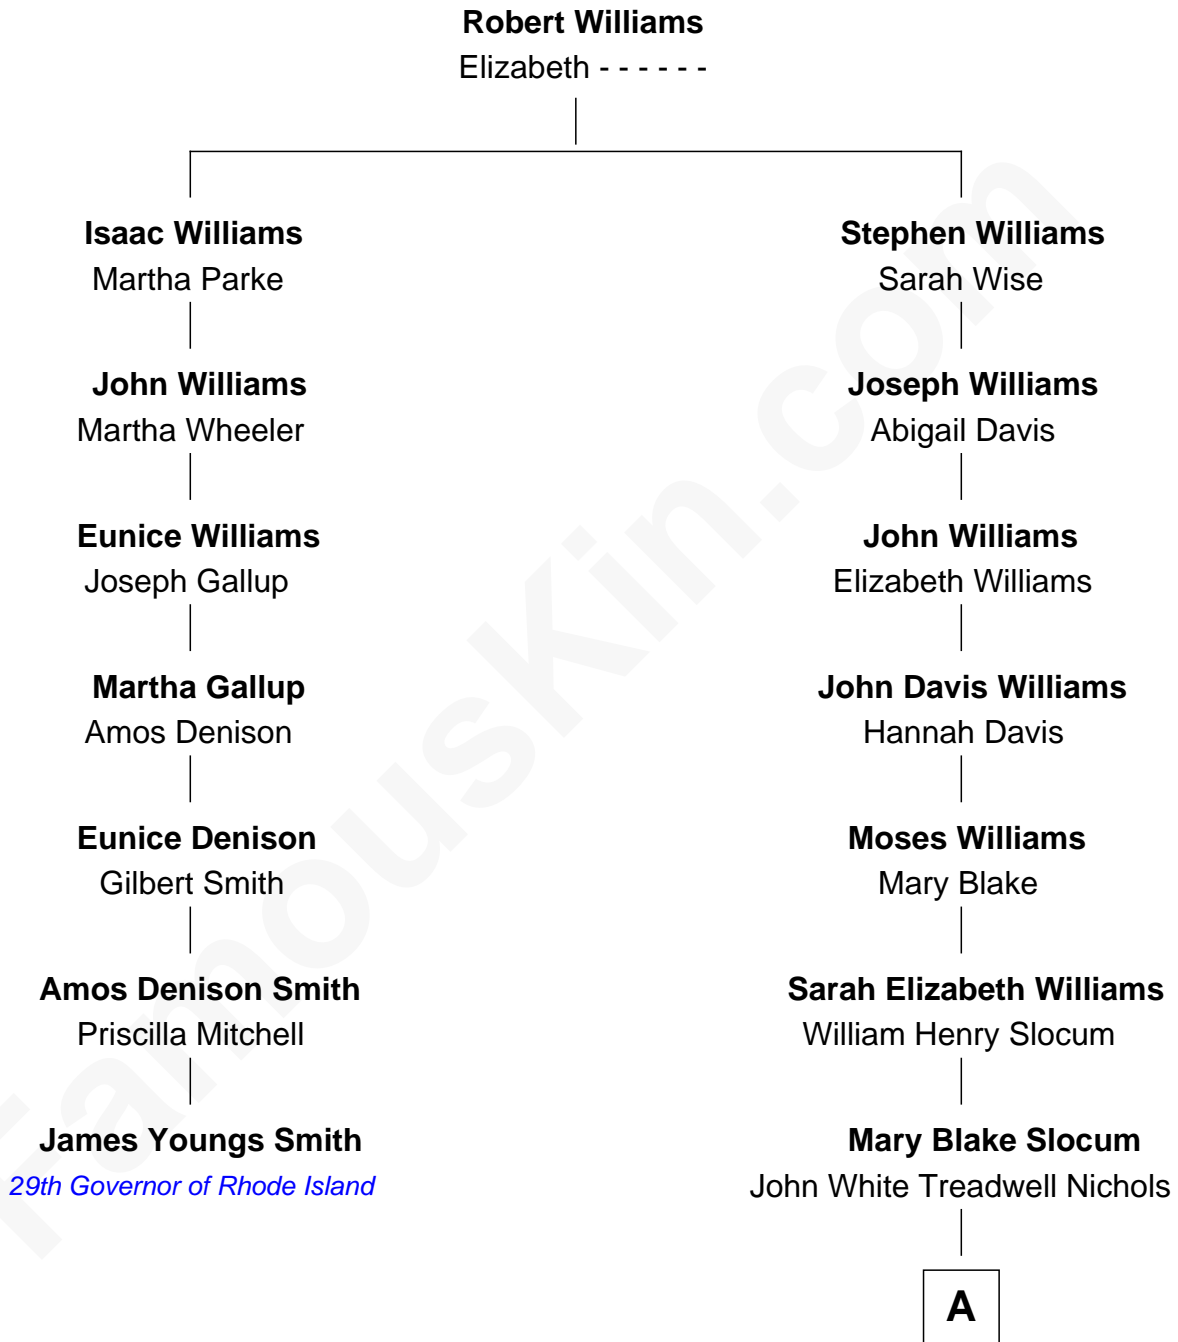 Robert Williams
Elizabeth - - - - - -
Isaac Williams
Martha Parke
Stephen Williams
Sarah Wise
John Williams
Martha Wheeler
Joseph Williams
Abigail Davis
Eunice Williams
Joseph Gallup
John Williams
Elizabeth Williams
Martha Gallup
Amos Denison
John Davis Williams
Hannah Davis
Eunice Denison
Gilbert Smith
Moses Williams
Mary Blake
Amos Denison Smith
Priscilla Mitchell
Sarah Elizabeth Williams
William Henry Slocum
James Youngs Smith
29th Governor of Rhode Island
Mary Blake Slocum
John White Treadwell Nichols
A
FamousKin.com